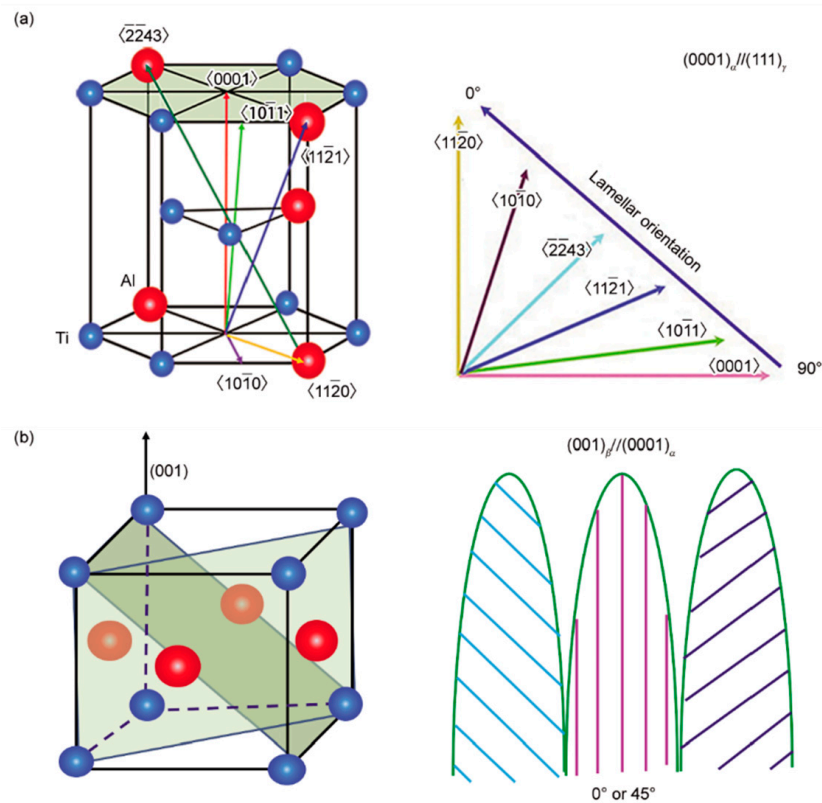 (a)
⟨2̅2̅43⟩
⟨0001⟩
⟨101̅1⟩
⟨112̅1⟩
Al
Ti
⟨101̅0⟩
⟨112̅0⟩
(0001)α//(111)γ
0°
⟨112̅0⟩
⟨101̅0⟩
Lamellar orientation
⟨2̅2̅43⟩
⟨112̅1⟩
⟨101̅1⟩
⟨0001⟩
90°
(b)
(001)
(001)β//(0001)α
0° or 45°